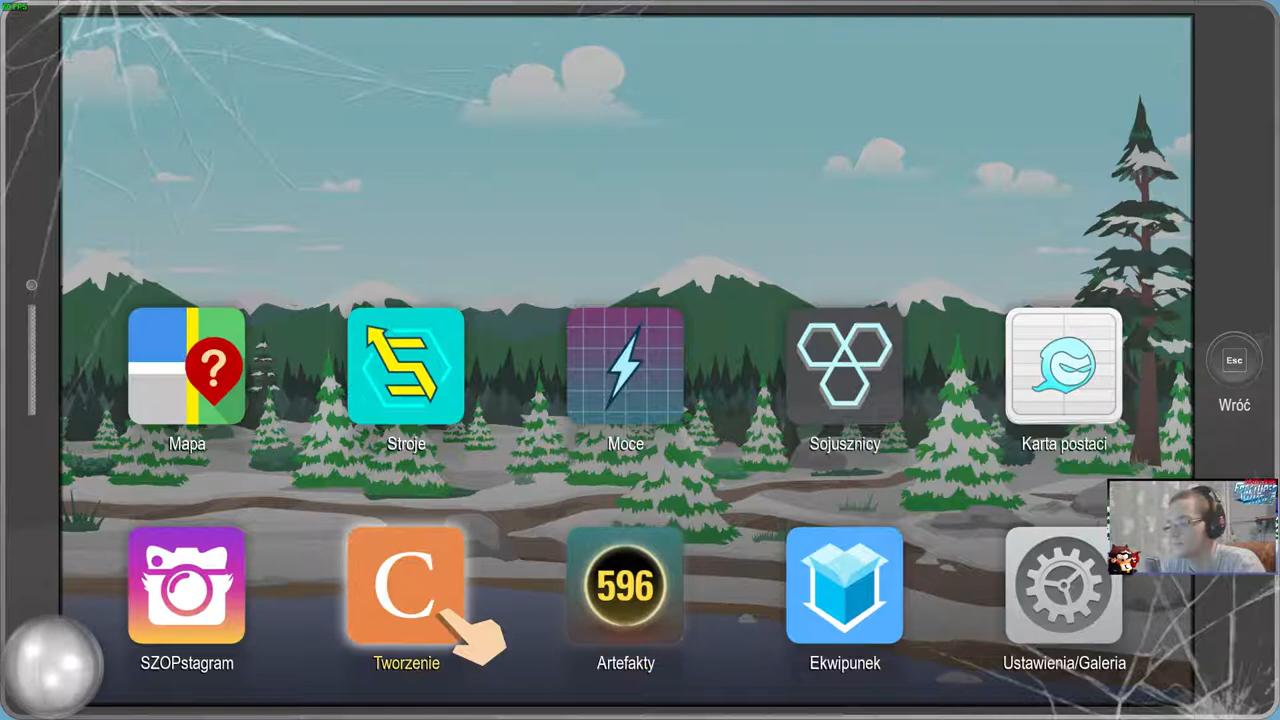 Mapa
Stroje
Moce
Sojusznicy
Karta postaci
Esc
Wróć
C
596
SZOPstagram
Tworzenie
Artefakty
Ekwipunek
Ustawienia/Galeria